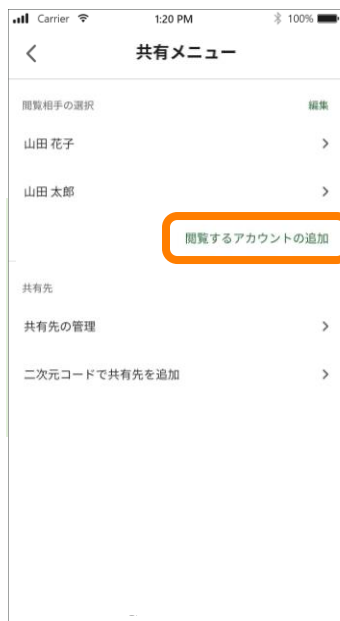 Carrier 1:20 PM 100%
共有メニュー
閲覧相手の選択 編集
山田 花子
山田 太郎
閲覧するアカウントの追加
共有先
共有先の管理
二次元コードで共有先を追加